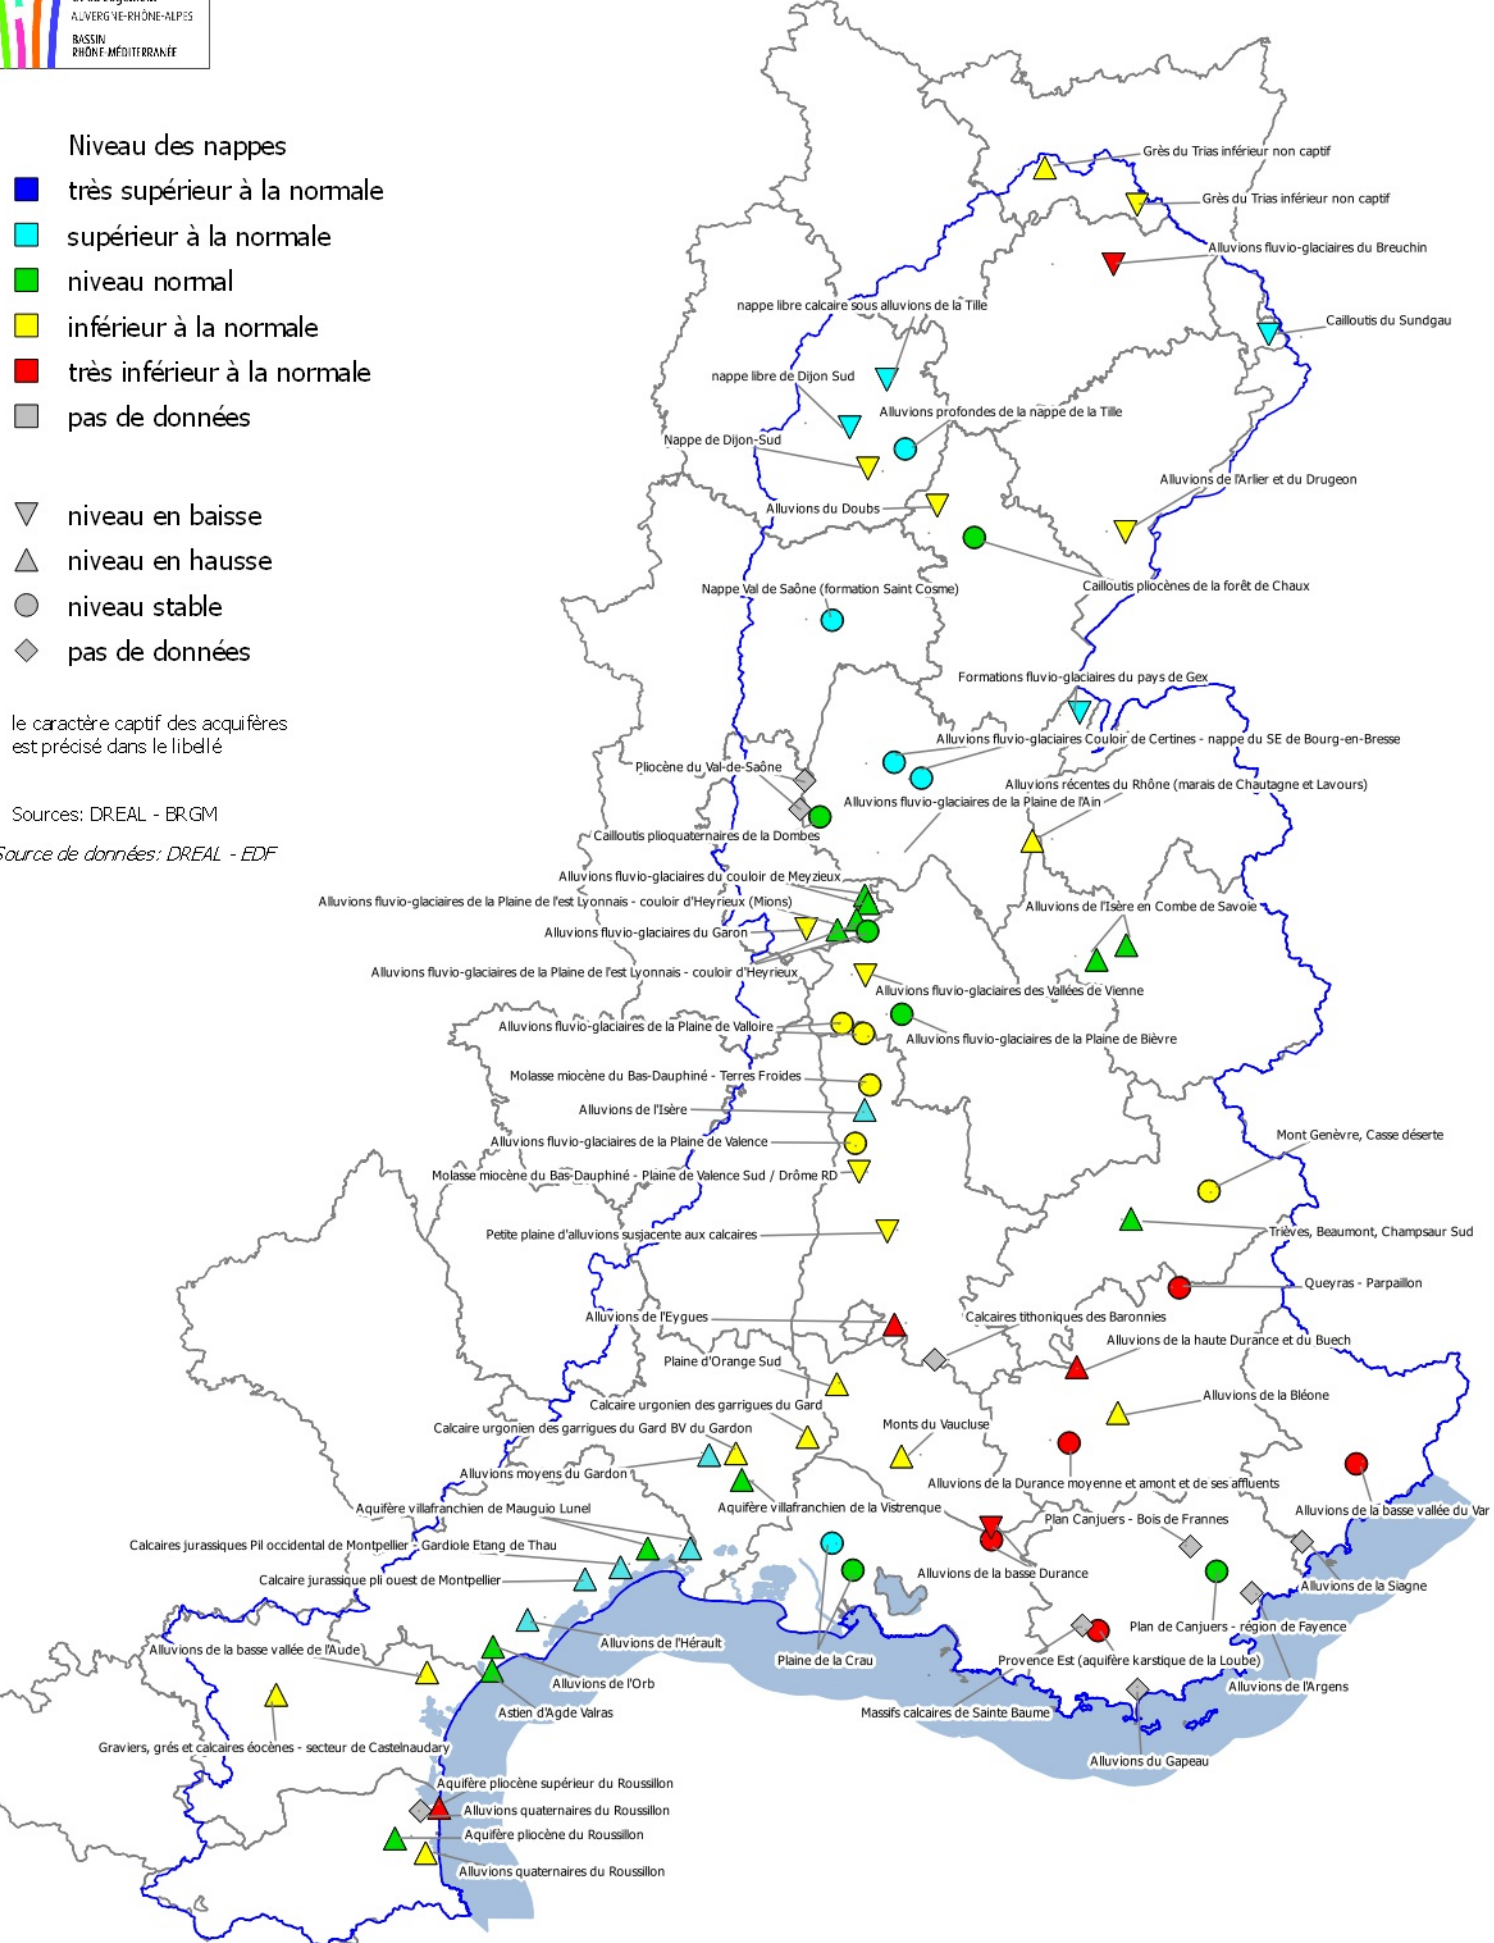 AUVERGNE-RHÔNE-ALPES
BASSIN
RHÔNE-MÉDITERRANÉE
Niveau des nappes
très supérieur à la normale
supérieur à la normale
niveau normal
inférieur à la normale
très inférieur à la normale
pas de données
niveau en baisse
niveau en hausse
niveau stable
pas de données
le caractère captif des acquifères
est précisé dans le libellé
Sources: DREAL - BRGM
Source de données: DREAL - EDF
Grès du Trias inférieur non captif
Grès du Trias inférieur non captif
Alluvions fluvio-glaciaires du Breuchin
nappe libre calcaire sous alluvions de la Tille
Cailloutis du Sundgau
nappe libre de Dijon Sud
Alluvions profondes de la nappe de la Tille
Nappe de Dijon-Sud
Alluvions de l'Arlier et du Drugeon
Alluvions du Doubs
Cailloutis pliocènes de la forêt de Chaux
Nappe Val de Saône (formation Saint Cosme)
Formations fluvio-glaciaires du pays de Gex
Alluvions fluvio-glaciaires Couloir de Certines - nappe du SE de Bourg-en-Bresse
Pliocène du Val-de-Saône
Alluvions récentes du Rhône (marais de Chautagne et Lavours)
Alluvions fluvio-glaciaires de la Plaine de l'Ain
Cailloutis plioquaternaires de la Dombes
Alluvions fluvio-glaciaires du couloir de Meyzieux
Alluvions fluvio-glaciaires de la Plaine de l'est Lyonnais - couloir d'Heyrieux (Mions)
Alluvions de l'Isère en Combe de Savoie
Alluvions fluvio-glaciaires du Garon
Alluvions fluvio-glaciaires de la Plaine de l'est Lyonnais - couloir d'Heyrieux
Alluvions fluvio-glaciaires des Vallées de Vienne
Alluvions fluvio-glaciaires de la Plaine de Valloire
Alluvions fluvio-glaciaires de la Plaine de Bièvre
Molasse miocène du Bas-Dauphiné - Terres Froides
Alluvions de l'Isère
Alluvions fluvio-glaciaires de la Plaine de Valence
Mont Genèvre, Casse déserte
Molasse miocène du Bas-Dauphiné - Plaine de Valence Sud / Drôme RD
Petite plaine d'alluvions susjacente aux calcaires
Trièves, Beaumont, Champsaur Sud
Queyras - Parpaillon
Alluvions de l'Eygues
Calcaires tithoniques des Baronnies
Alluvions de la haute Durance et du Buech
Plaine d'Orange Sud
Alluvions de la Bléone
Calcaire urgonien des garrigues du Gard
Monts du Vaucluse
Calcaire urgonien des garrigues du Gard BV du Gardon
Alluvions moyens du Gardon
Alluvions de la Durance moyenne et amont et de ses affluents
Aquifère villafranchien de Mauguio Lunel
Aquifère villafranchien de la Vistrenque
Alluvions de la basse vallée du Var
Plan Canjuers - Bois de Frannes
Calcaires jurassiques Pil occidental de Montpellier - Gardiole Etang de Thau
Alluvions de la basse Durance
Calcaire jurassique pli ouest de Montpellier
Alluvions de la Siagne
Plan de Canjuers - région de Fayence
Alluvions de l'Hérault
Alluvions de la basse vallée de l'Aude
Plaine de la Crau
Provence Est (aquifère karstique de la Loube)
Alluvions de l'Orb
Alluvions de l'Argens
Astien d'Agde Valras
Massifs calcaires de Sainte Baume
Graviers, grés et calcaires éocènes - secteur de Castelnaudary
Alluvions du Gapeau
Aquifère pliocène supérieur du Roussillon
Alluvions quaternaires du Roussillon
Aquifère pliocène du Roussillon
Alluvions quaternaires du Roussillon